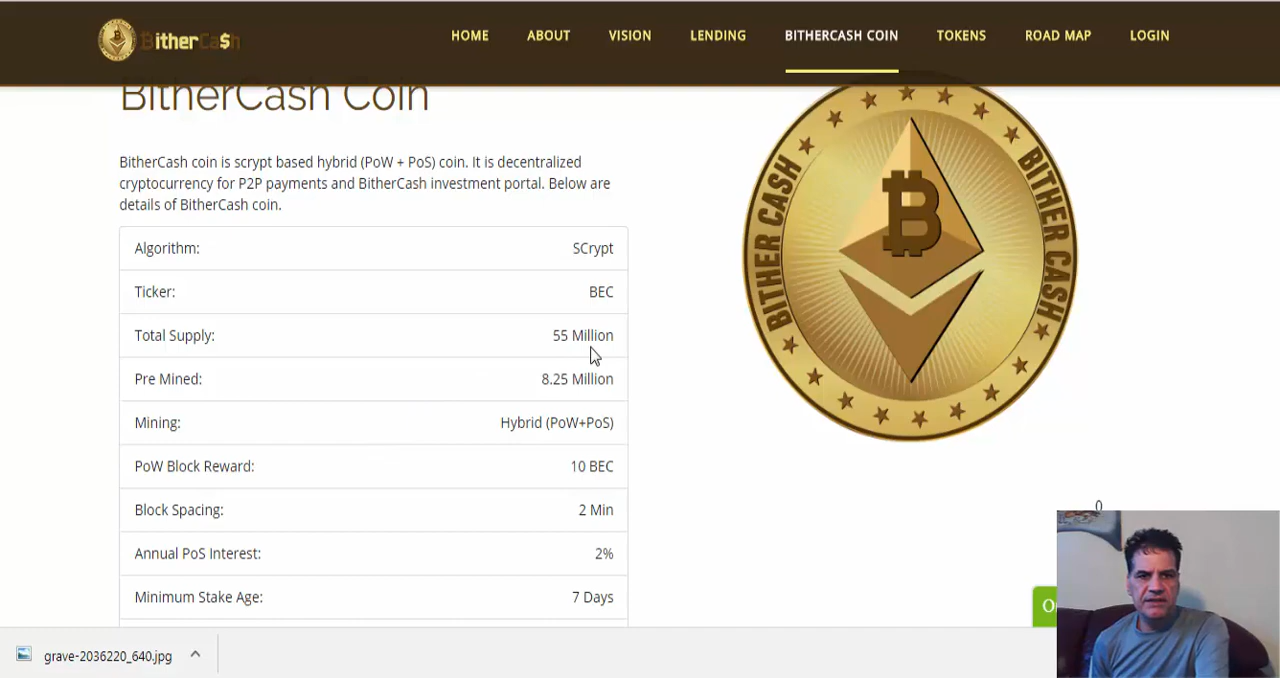 BitherCa$h
HOME ABOUT VISION LENDING BITHERCASH COIN TOKENS ROAD MAP LOGIN
BitherCash Coin
BitherCash coin is scrypt based hybrid (PoW + PoS) coin. It is decentralized
cryptocurrency for P2P payments and BitherCash investment portal. Below are
details of BitherCash coin.
Algorithm: SCrypt
Ticker: BEC
Total Supply: 55 Million
Pre Mined: 8.25 Million
Mining: Hybrid (PoW+PoS)
PoW Block Reward: 10 BEC
Block Spacing: 2 Min
Annual PoS Interest: 2%
Minimum Stake Age: 7 Days
BITHER CASH
BITHER CASH
B
0
grave-2036220_640.jpg